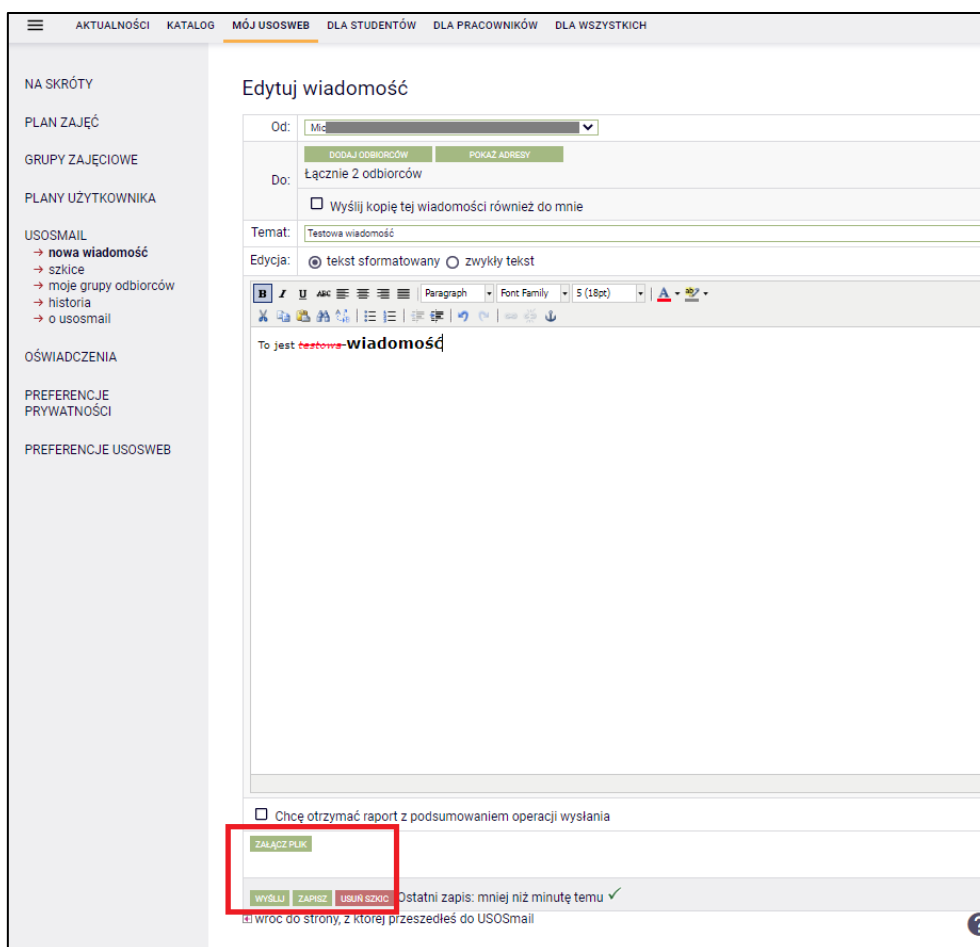 AKTUALNOŚCI KATALOG MÓJ USOSWEB DLA STUDENTÓW DLA PRACOWNIKÓW DLA WSZYSTKICH
NA SKRÓTY
PLAN ZAJĘĆ
GRUPY ZAJĘCIOWE
PLANY UŻYTKOWNIKA
USOSMAIL
→ nowa wiadomość
→ szkice
→ moje grupy odbiorców
→ historia
→ o usosmail
OŚWIADCZENIA
PREFERENCJE
PRYWATNOŚCI
PREFERENCJE USOSWEB
Edytuj wiadomość
Od: Mic
DODAJ ODBIORCÓW POKAŻ ADRESY
Do: Łącznie 2 odbiorców
Wyślij kopię tej wiadomości również do mnie
Temat: Testowa wiadomość
Edycja: tekst sformatowany zwykły tekst
B I U ABC Paragraph Font Family 5 (18pt) A ab
To jest testowa wiadomość
Chcę otrzymać raport z podsumowaniem operacji wysłania
ZAŁĄCZ PLIK
WYŚLIJ ZAPISZ USUŃ SZKIC Ostatni zapis: mniej niż minutę temu ✓
wróć do strony, z której przeszedłeś do USOSmail
?